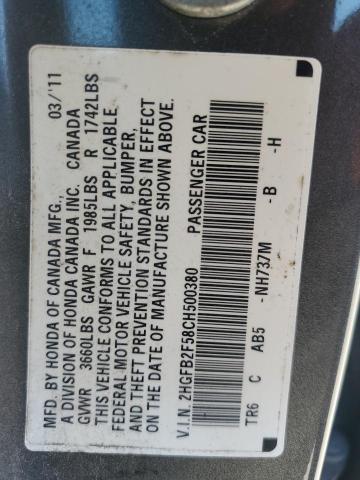 MFD. BY HONDA OF CANADA MFG., 03/'11
A DIVISION OF HONDA CANADA INC. CANADA
GVWR 3660LBS GAWR F 1985LBS R 1742LBS
THIS VEHICLE CONFORMS TO ALL APPLICABLE
FEDERAL MOTOR VEHICLE SAFETY, BUMPER,
AND THEFT PREVENTION STANDARDS IN EFFECT
ON THE DATE OF MANUFACTURE SHOWN ABOVE.
V.I.N. 2HGFB2F58CH500380 PASSENGER CAR
TR6 C AB5 -NH737M -B -H